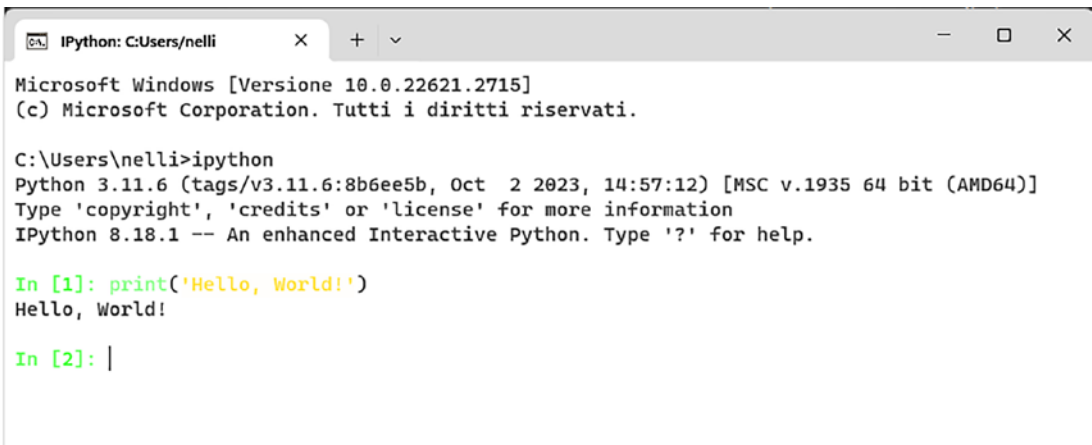 IPython: C:Users/nelli
Microsoft Windows [Versione 10.0.22621.2715]
(c) Microsoft Corporation. Tutti i diritti riservati.
C:\Users\nelli>ipython
Python 3.11.6 (tags/v3.11.6:8b6ee5b, Oct  2 2023, 14:57:12) [MSC v.1935 64 bit (AMD64)]
Type 'copyright', 'credits' or 'license' for more information
IPython 8.18.1 -- An enhanced Interactive Python. Type '?' for help.
In [1]: print('Hello, World!')
Hello, World!
In [2]: